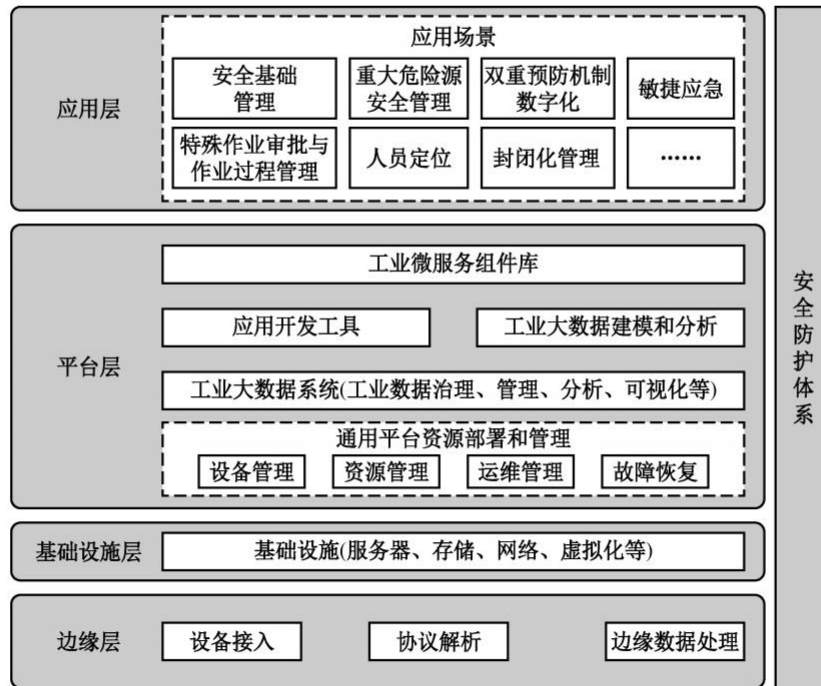 应用层
应用场景
安全基础
管理
重大危险源
安全管理
双重预防机制
数字化
敏捷应急
特殊作业审批与
作业过程管理
人员定位
封闭化管理
……
平台层
工业微服务组件库
应用开发工具
工业大数据建模和分析
工业大数据系统(工业数据治理、管理、分析、可视化等)
通用平台资源部署和管理
设备管理
资源管理
运维管理
故障恢复
基础设施层
基础设施(服务器、存储、网络、虚拟化等)
边缘层
设备接入
协议解析
边缘数据处理
安全防护体系